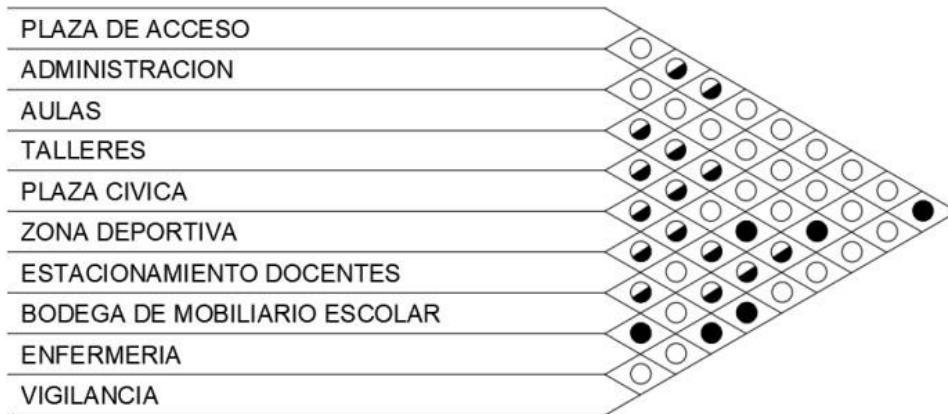 PLAZA DE ACCESO
ADMINISTRACION
AULAS
TALLERES
PLAZA CIVICA
ZONA DEPORTIVA
ESTACIONAMIENTO DOCENTES
BODEGA DE MOBILIARIO ESCOLAR
ENFERMERIA
VIGILANCIA